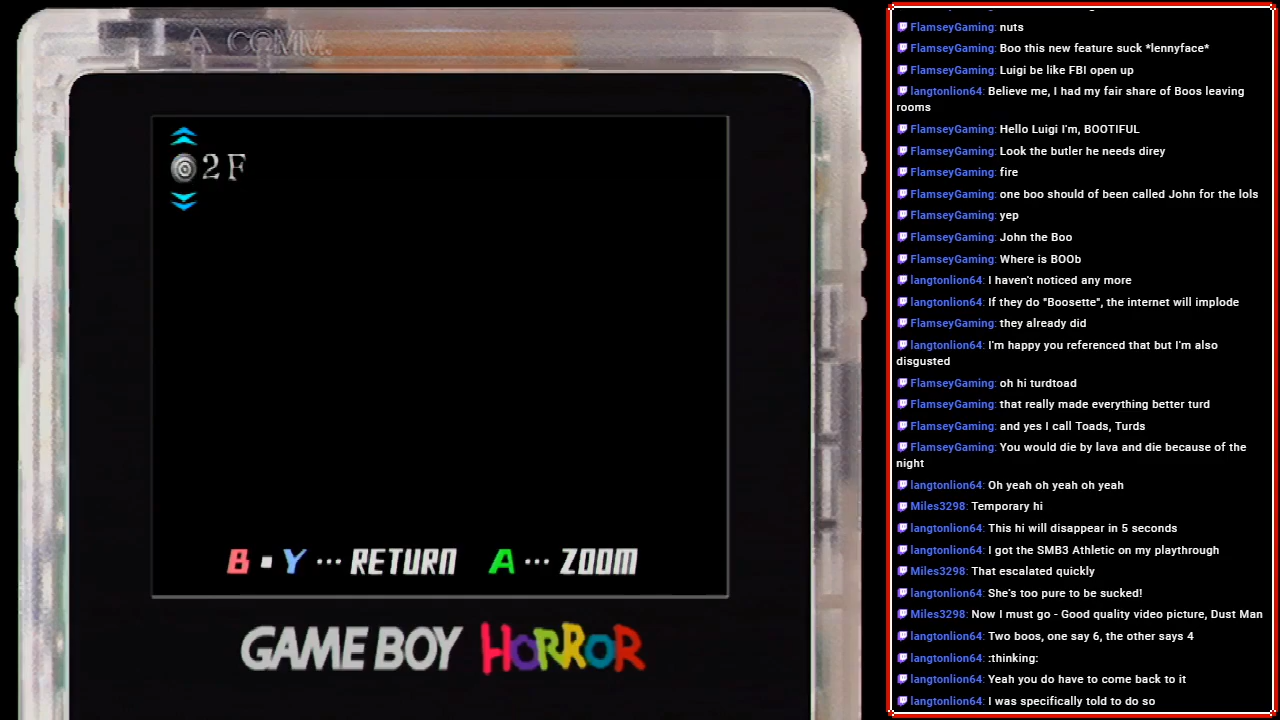 A COMM.
2F
B Y ... RETURN A ... ZOOM
GAME BOY HORROR
FlamseyGaming: nuts
FlamseyGaming: Boo this new feature suck *lennyface*
FlamseyGaming: Luigi be like FBI open up
langtonlion64: Believe me, I had my fair share of Boos leaving
rooms
FlamseyGaming: Hello Luigi I'm, BOOTIFUL
FlamseyGaming: Look the butler he needs direy
FlamseyGaming: fire
FlamseyGaming: one boo should of been called John for the lols
FlamseyGaming: yep
FlamseyGaming: John the Boo
FlamseyGaming: Where is BOOb
langtonlion64: I haven't noticed any more
langtonlion64: If they do "Boosette", the internet will implode
FlamseyGaming: they already did
langtonlion64: I'm happy you referenced that but I'm also
disgusted
FlamseyGaming: oh hi turdtoad
FlamseyGaming: that really made everything better turd
FlamseyGaming: and yes I call Toads, Turds
FlamseyGaming: You would die by lava and die because of the
night
langtonlion64: Oh yeah oh yeah oh yeah
Miles3298: Temporary hi
langtonlion64: This hi will disappear in 5 seconds
langtonlion64: I got the SMB3 Athletic on my playthrough
Miles3298: That escalated quickly
langtonlion64: She's too pure to be sucked!
Miles3298: Now I must go - Good quality video picture, Dust Man
langtonlion64: Two boos, one say 6, the other says 4
langtonlion64: :thinking:
langtonlion64: Yeah you do have to come back to it
langtonlion64: I was specifically told to do so